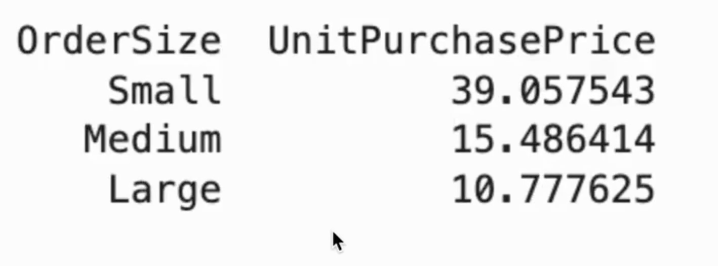 OrderSize UnitPurchasePrice
Small 39.057543
Medium 15.486414
Large 10.777625